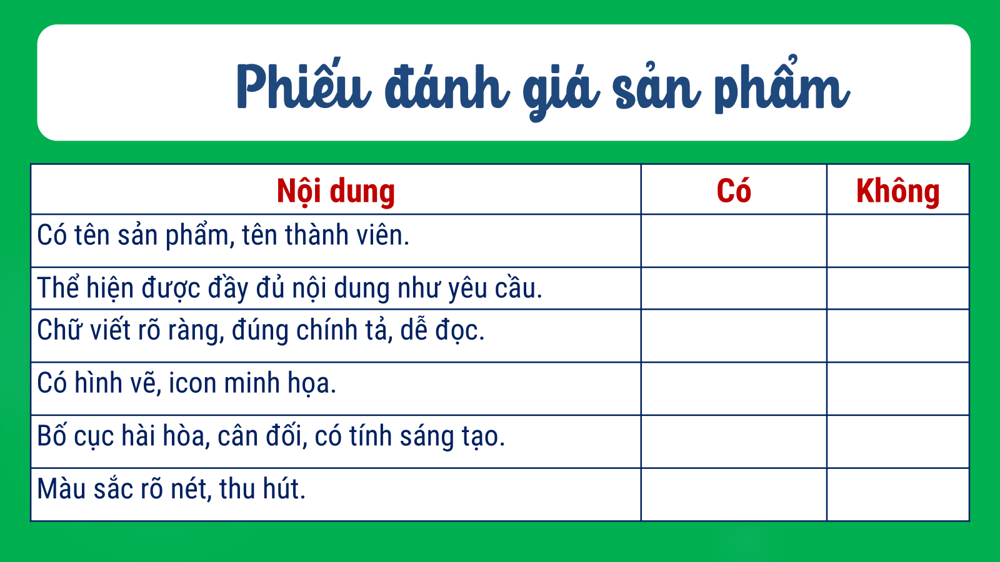 Phiếu đánh giá sản phẩm
Nội dung Có Không
Có tên sản phẩm, tên thành viên.
Thể hiện được đầy đủ nội dung như yêu cầu.
Chữ viết rõ ràng, đúng chính tả, dễ đọc.
Có hình vẽ, icon minh họa.
Bố cục hài hòa, cân đối, có tính sáng tạo.
Màu sắc rõ nét, thu hút.